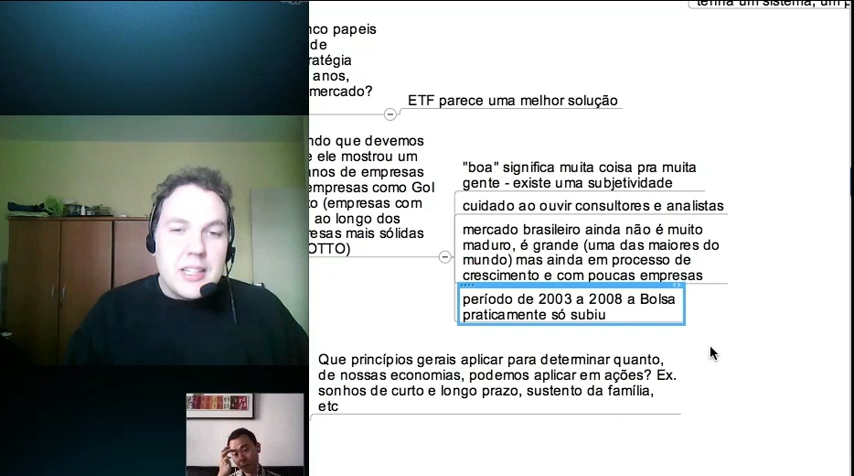 tenha um sistema, um
nco papeis
de
ratégia
anos,
mercado?
ETF parece uma melhor solução
ndo que devemos
e ele mostrou um
anos de empresas
empresas como Gol
to (empresas com
ao longo dos
resas mais sólidas
OTTO)
"boa" significa muita coisa pra muita
gente - existe uma subjetividade
cuidado ao ouvir consultores e analistas
mercado brasileiro ainda não é muito
maduro, é grande (uma das maiores do
mundo) mas ainda em processo de
crescimento e com poucas empresas
período de 2003 a 2008 a Bolsa
praticamente só subiu
Que princípios gerais aplicar para determinar quanto,
de nossas economias, podemos aplicar em ações? Ex.
sonhos de curto e longo prazo, sustento da família,
etc